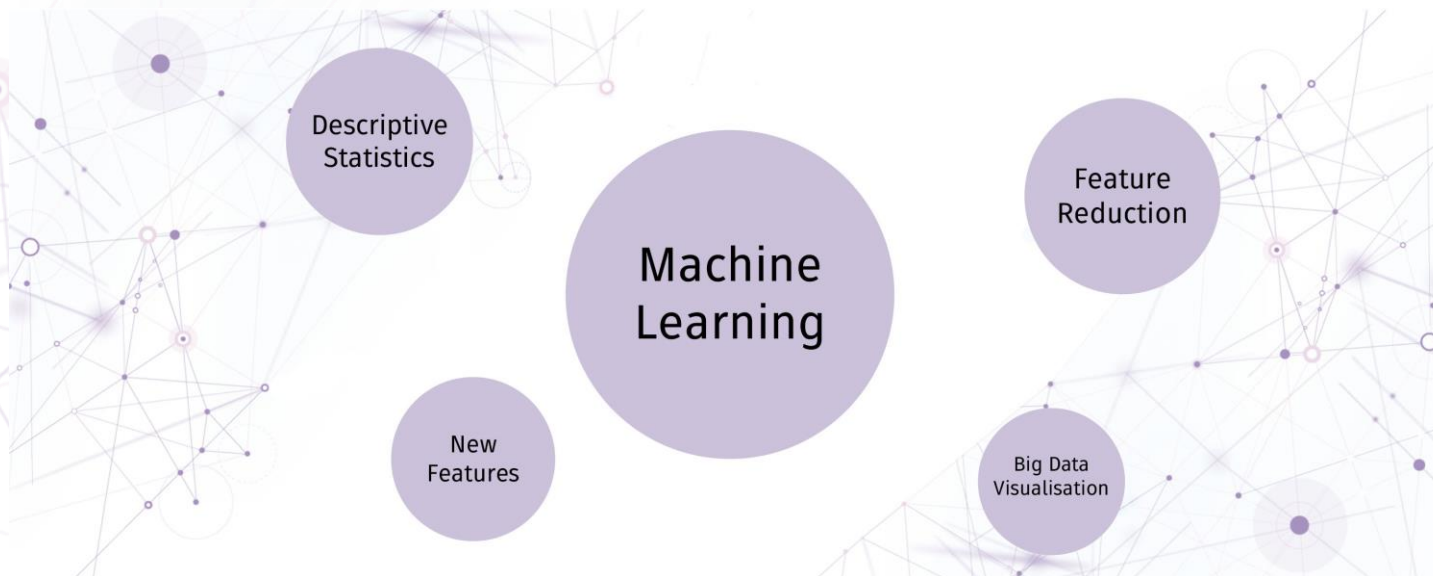 Descriptive
Statistics
Machine
Learning
Feature
Reduction
New
Features
Big Data
Visualisation